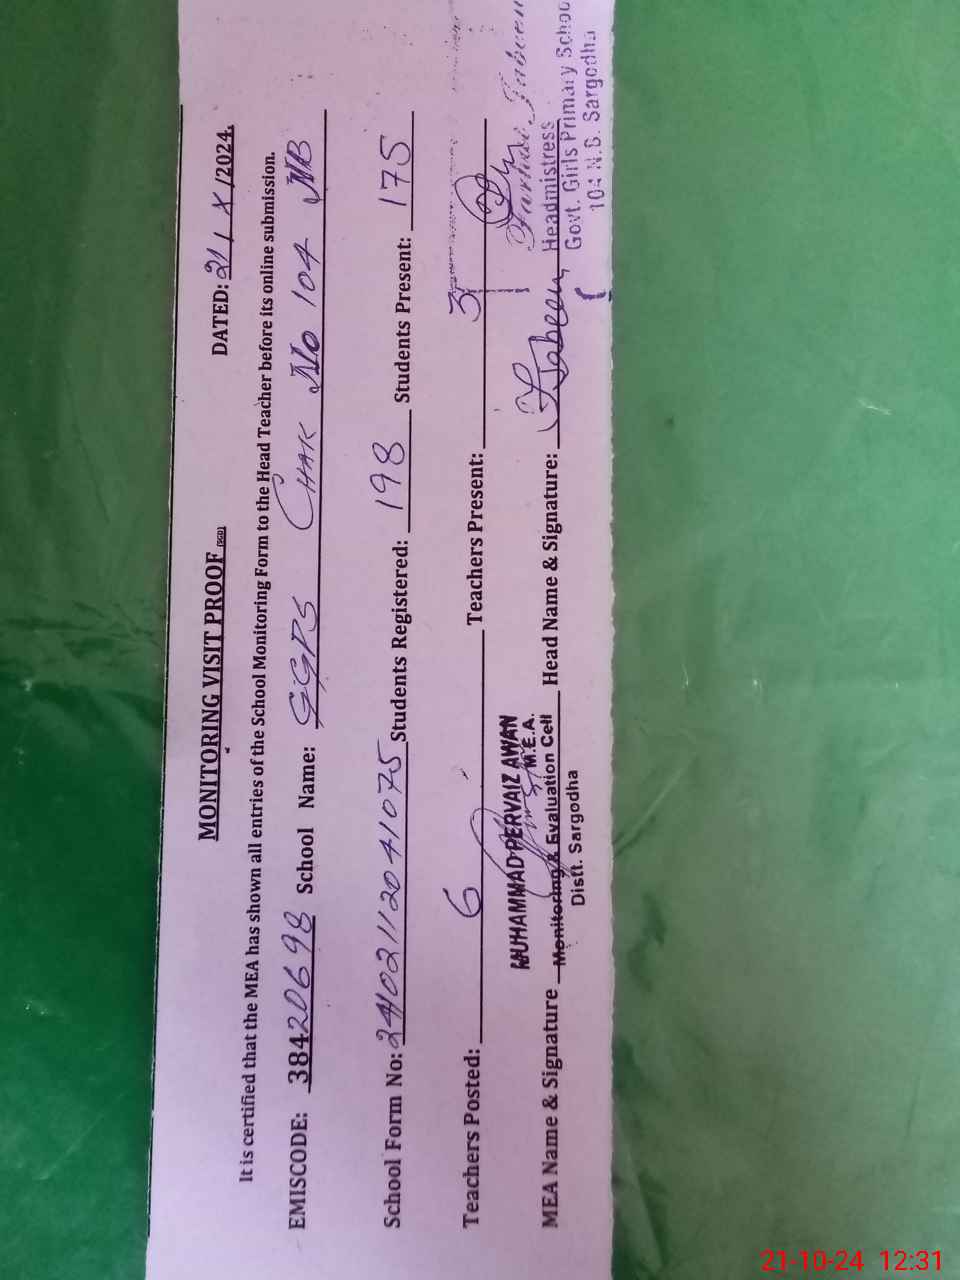 MONITORING VISIT PROOF (SGD)
DATED: 21 / X /2024.
It is certified that the MEA has shown all entries of the School Monitoring Form to the Head Teacher before its online submission.
EMISCODE: 38420698 School Name: GGPS CHAK No 104 NB
School Form No: 24102112041075 Students Registered: 198 Students Present: 175
Teachers Posted: 6 Teachers Present:
MUHAMMAD PERVAIZ AWAN
M.E.A.
MEA Name & Signature Monitoring & Evaluation Cell Head Name & Signature:
Distt. Sargodha
Headmistress
Govt. Girls Primary School
104 N.B. Sargodha
21-10-24 12:31